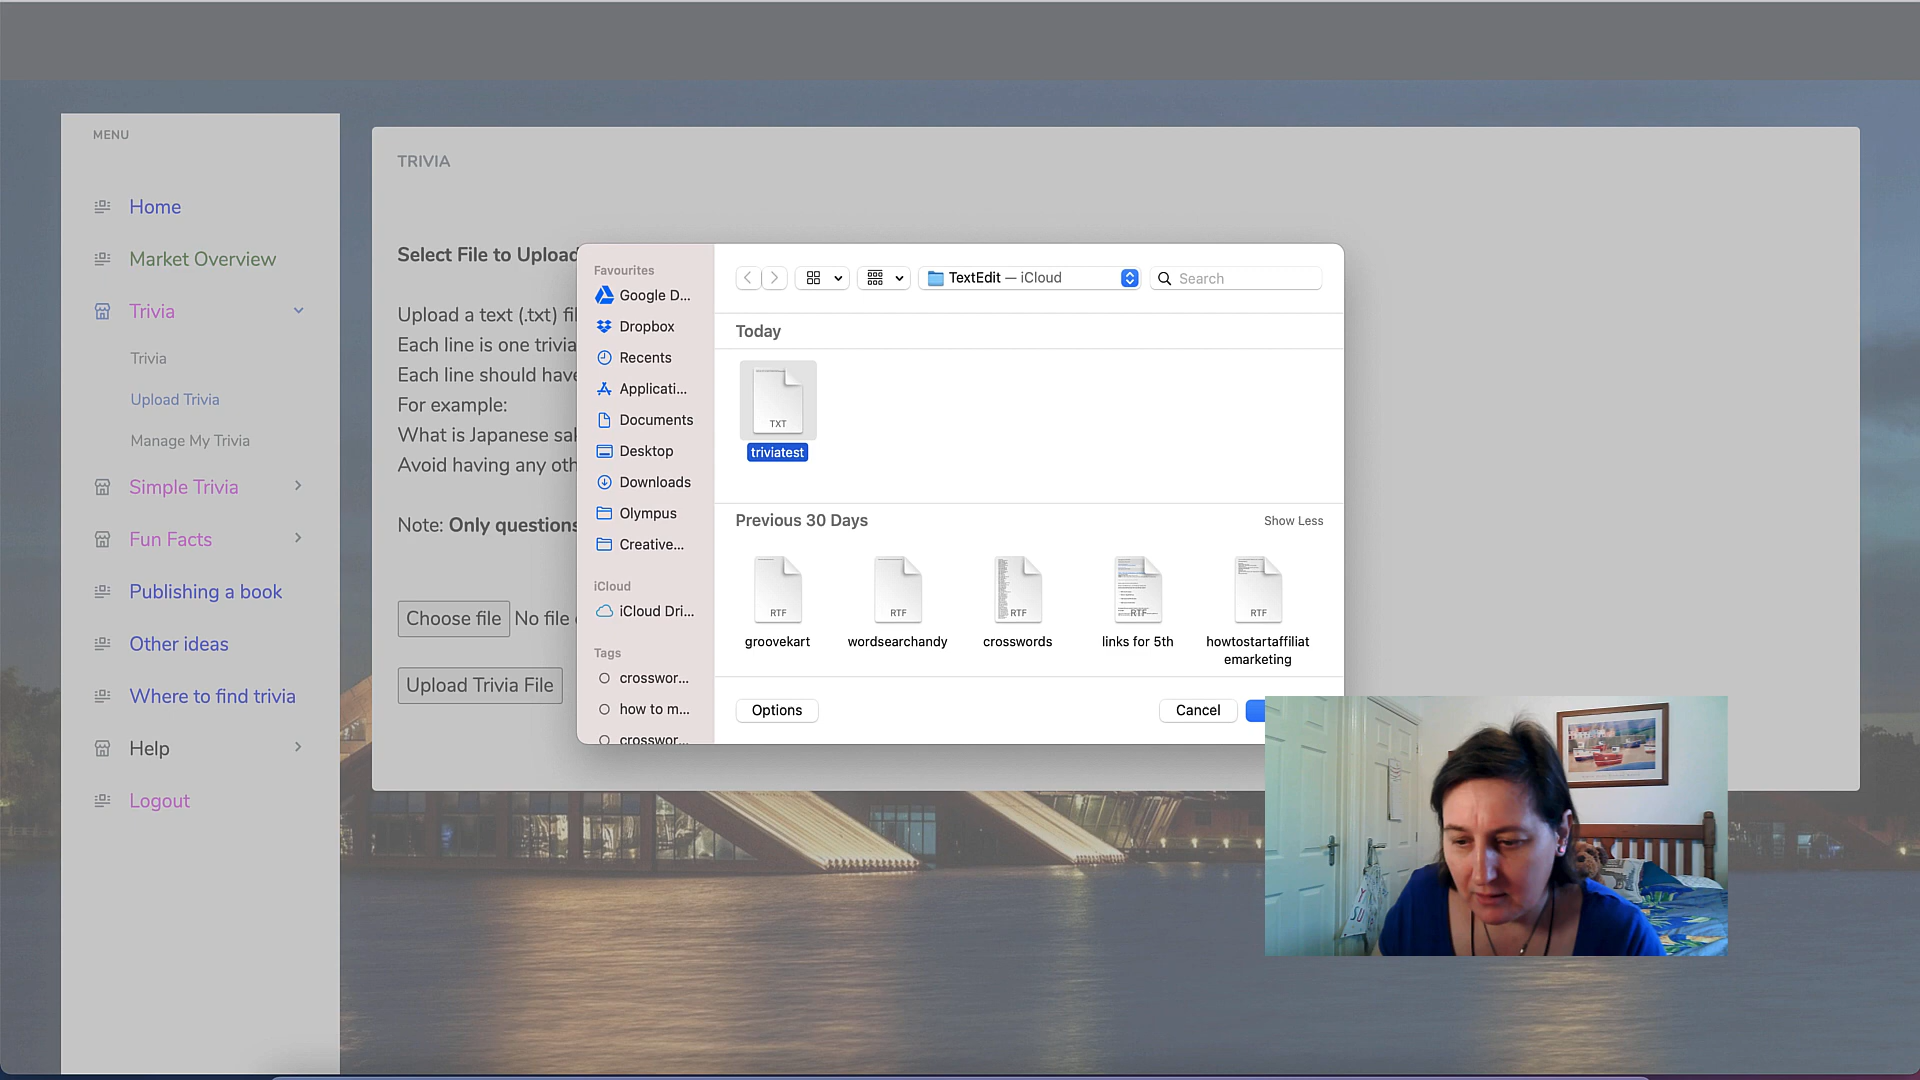 MENU
Home
Market Overview
Trivia
Trivia
Upload Trivia
Manage My Trivia
Simple Trivia
Fun Facts
Publishing a book
Other ideas
Where to find trivia
Help
Logout
TRIVIA
Select File to Upload
Upload a text (.txt)
Each line is one trivia
Each line should have
For example:
What is Japanese
Avoid having any
Note: Only questions
Choose file No file
Upload Trivia File
Favourites
Google D...
Dropbox
Recents
Applicati...
Documents
Desktop
Downloads
Olympus
Creative...
iCloud
iCloud Dri...
Tags
crosswor...
how to m...
crosswor...
TextEdit — iCloud
Search
Today
TXT
triviatest
Previous 30 Days
Show Less
RTF
RTF
RTF
RTF
RTF
groovekart
wordsearchandy
crosswords
links for 5th
howtostartaffiliat
emarketing
Options
Cancel